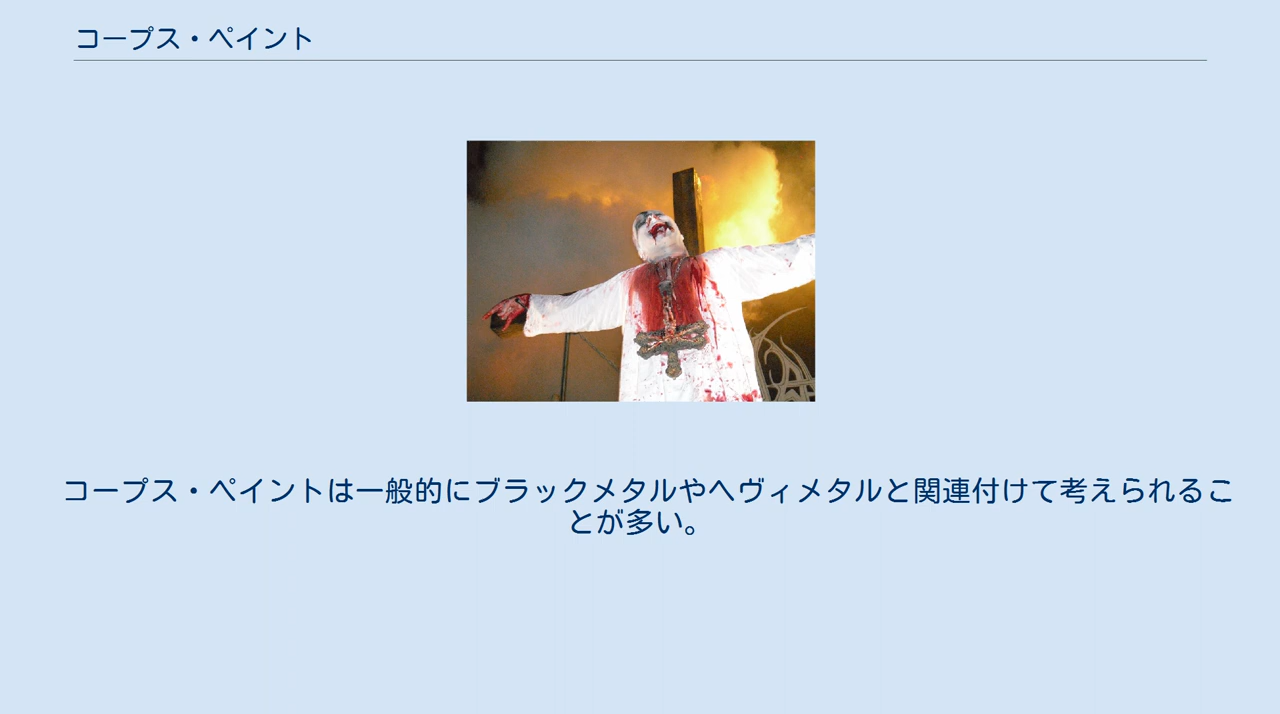 コープス・ペイント
コープス・ペイントは一般的にブラックメタルやヘヴィメタルと関連付けて考えられるこ
とが多い。